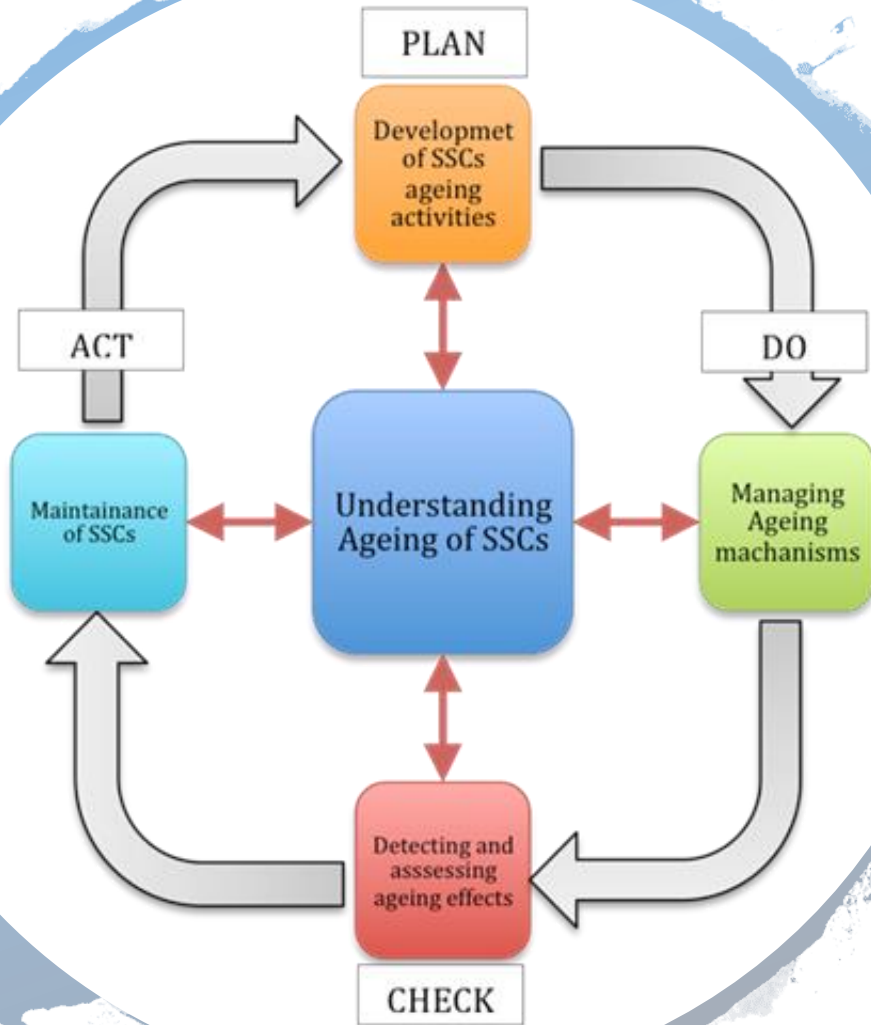 PLAN
Developmet
of SSCs
ageing
activities
ACT
DO
Maintainance
of SSCs
Understanding
Ageing of SSCs
Managing
Ageing
machanisms
Detecting and
asssessing
ageing effects
CHECK